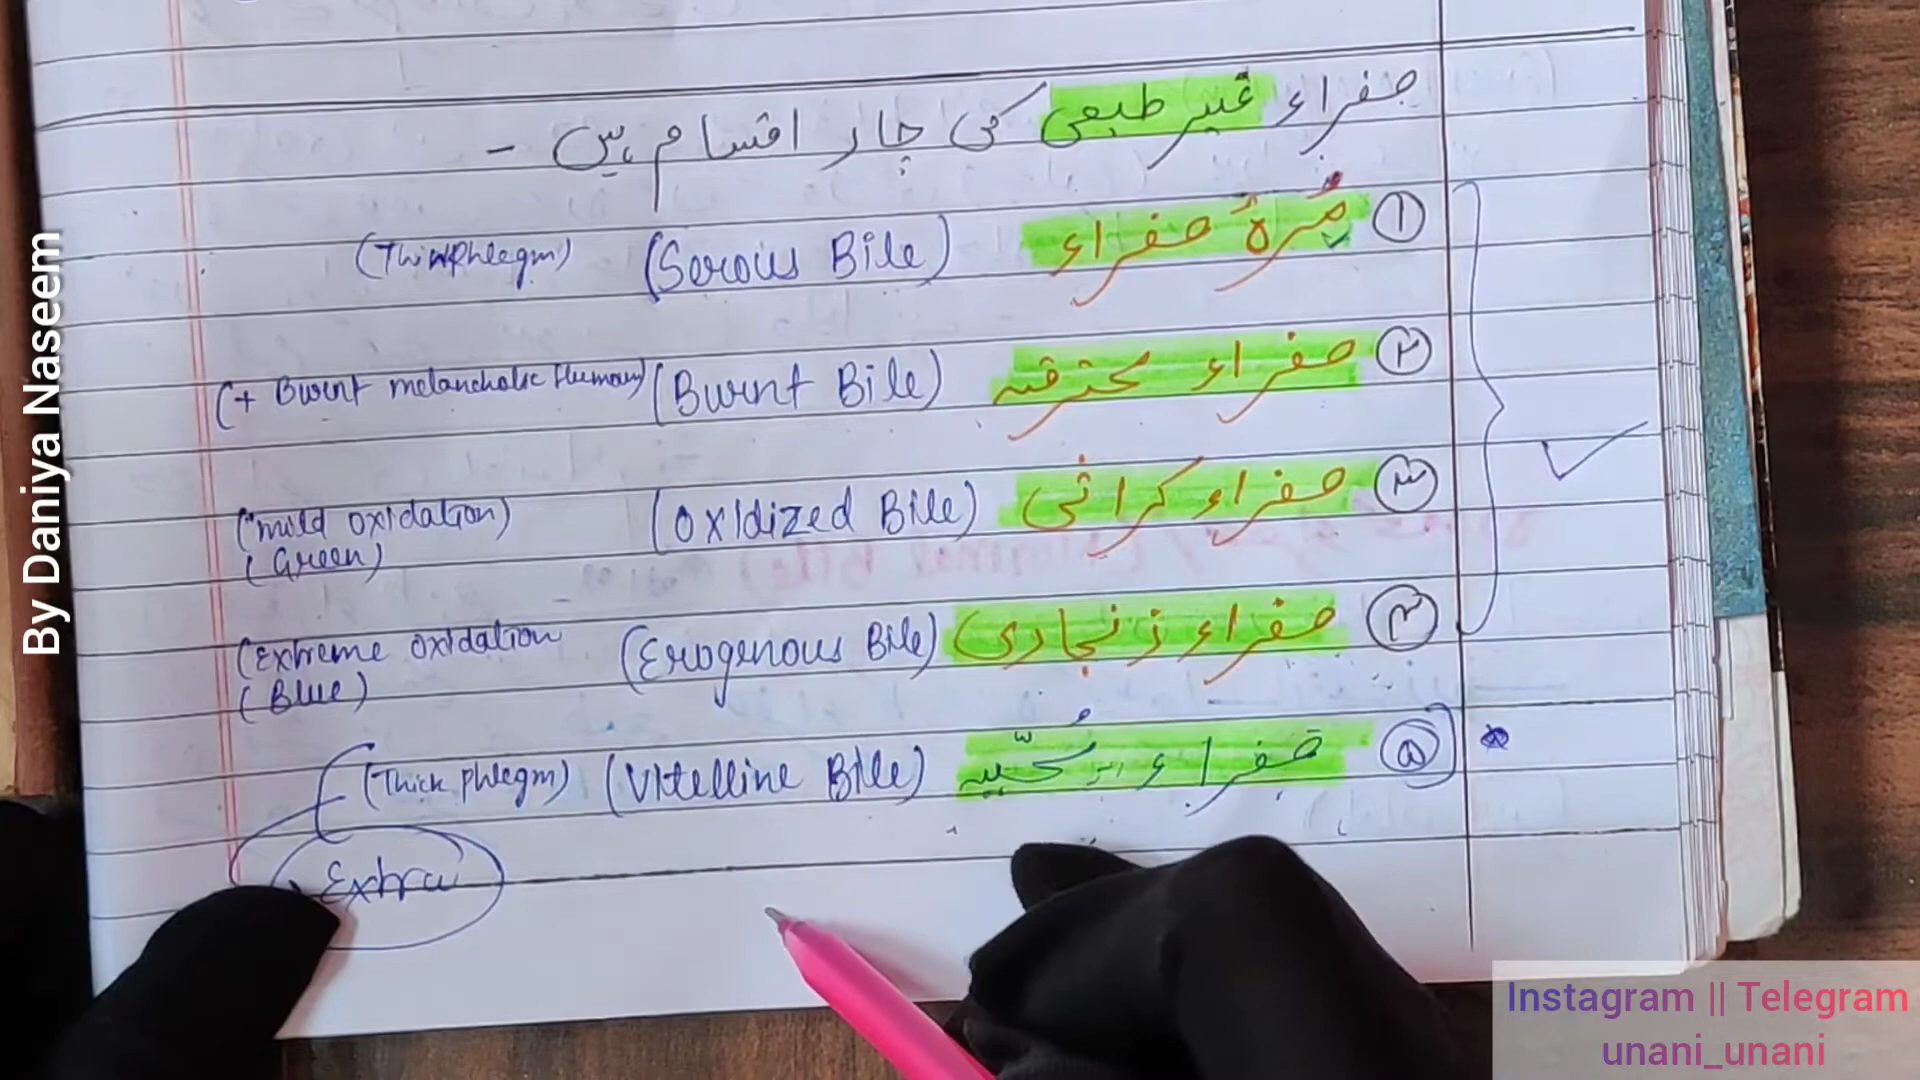 صفراء غیر طبعی کی چار اقسام ہیں -
① مُرۂ صفراء (Serous Bile) (Thin Phlegm)
② صفراء محترقہ (Burnt Bile) (+ Burnt melancholic Humour)
③ صفراء کراثی (Oxidized Bile) (mild oxidation)
(Green)
④ صفراء زنجاری (Erogenous Bile) (Extreme oxidation
(Blue)
⑤ صفراء محیہ (Vitelline Bile) (Thick phlegm)
Extra
By Daniya Naseem
Instagram || Telegram
unani_unani